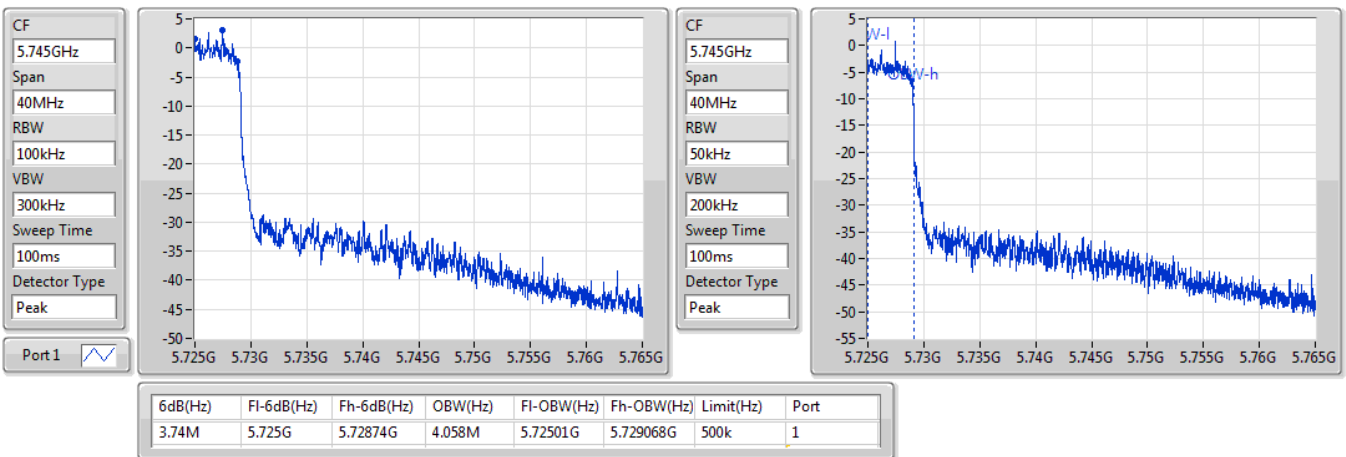 CF
5.745GHz
Span
40MHz
RBW
100kHz
VBW
300kHz
Sweep Time
100ms
Detector Type
Peak
Port 1
5-
0-
-5-
-10-
-15-
-20-
-25-
-30-
-35-
-40-
-45-
-50-
5.725G 5.73G 5.735G 5.74G 5.745G 5.75G 5.755G 5.76G 5.765G
CF
5.745GHz
Span
40MHz
RBW
50kHz
VBW
200kHz
Sweep Time
100ms
Detector Type
Peak
5-
0-
-5-
-10-
-15-
-20-
-25-
-30-
-35-
-40-
-45-
-50-
-55-
W-l
OBW-h
5.725G 5.73G 5.735G 5.74G 5.745G 5.75G 5.755G 5.76G 5.765G
6dB(Hz) Fl-6dB(Hz) Fh-6dB(Hz) OBW(Hz) Fl-OBW(Hz) Fh-OBW(Hz) Limit(Hz) Port
3.74M 5.725G 5.72874G 4.058M 5.72501G 5.729068G 500k 1